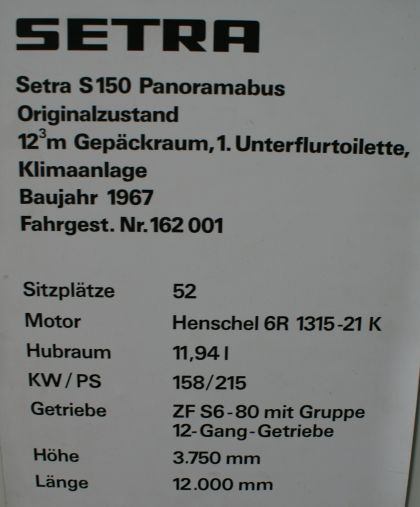 SETRA
Setra S150 Panoramabus
Originalzustand
12³m Gepäckraum, 1. Unterflurtoilette,
Klimaanlage
Baujahr 1967
Fahrgest. Nr. 162 001
Sitzplätze 52
Motor Henschel 6R 1315-21 K
Hubraum 11,94 l
KW/PS 158/215
Getriebe ZF S6-80 mit Gruppe
12-Gang-Getriebe
Höhe 3.750 mm
Länge 12.000 mm